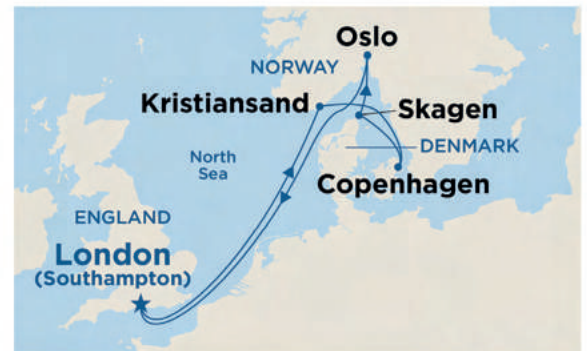 Oslo
NORWAY
Kristiansand
Skagen
North
Sea
DENMARK
Copenhagen
ENGLAND
London
(Southampton)